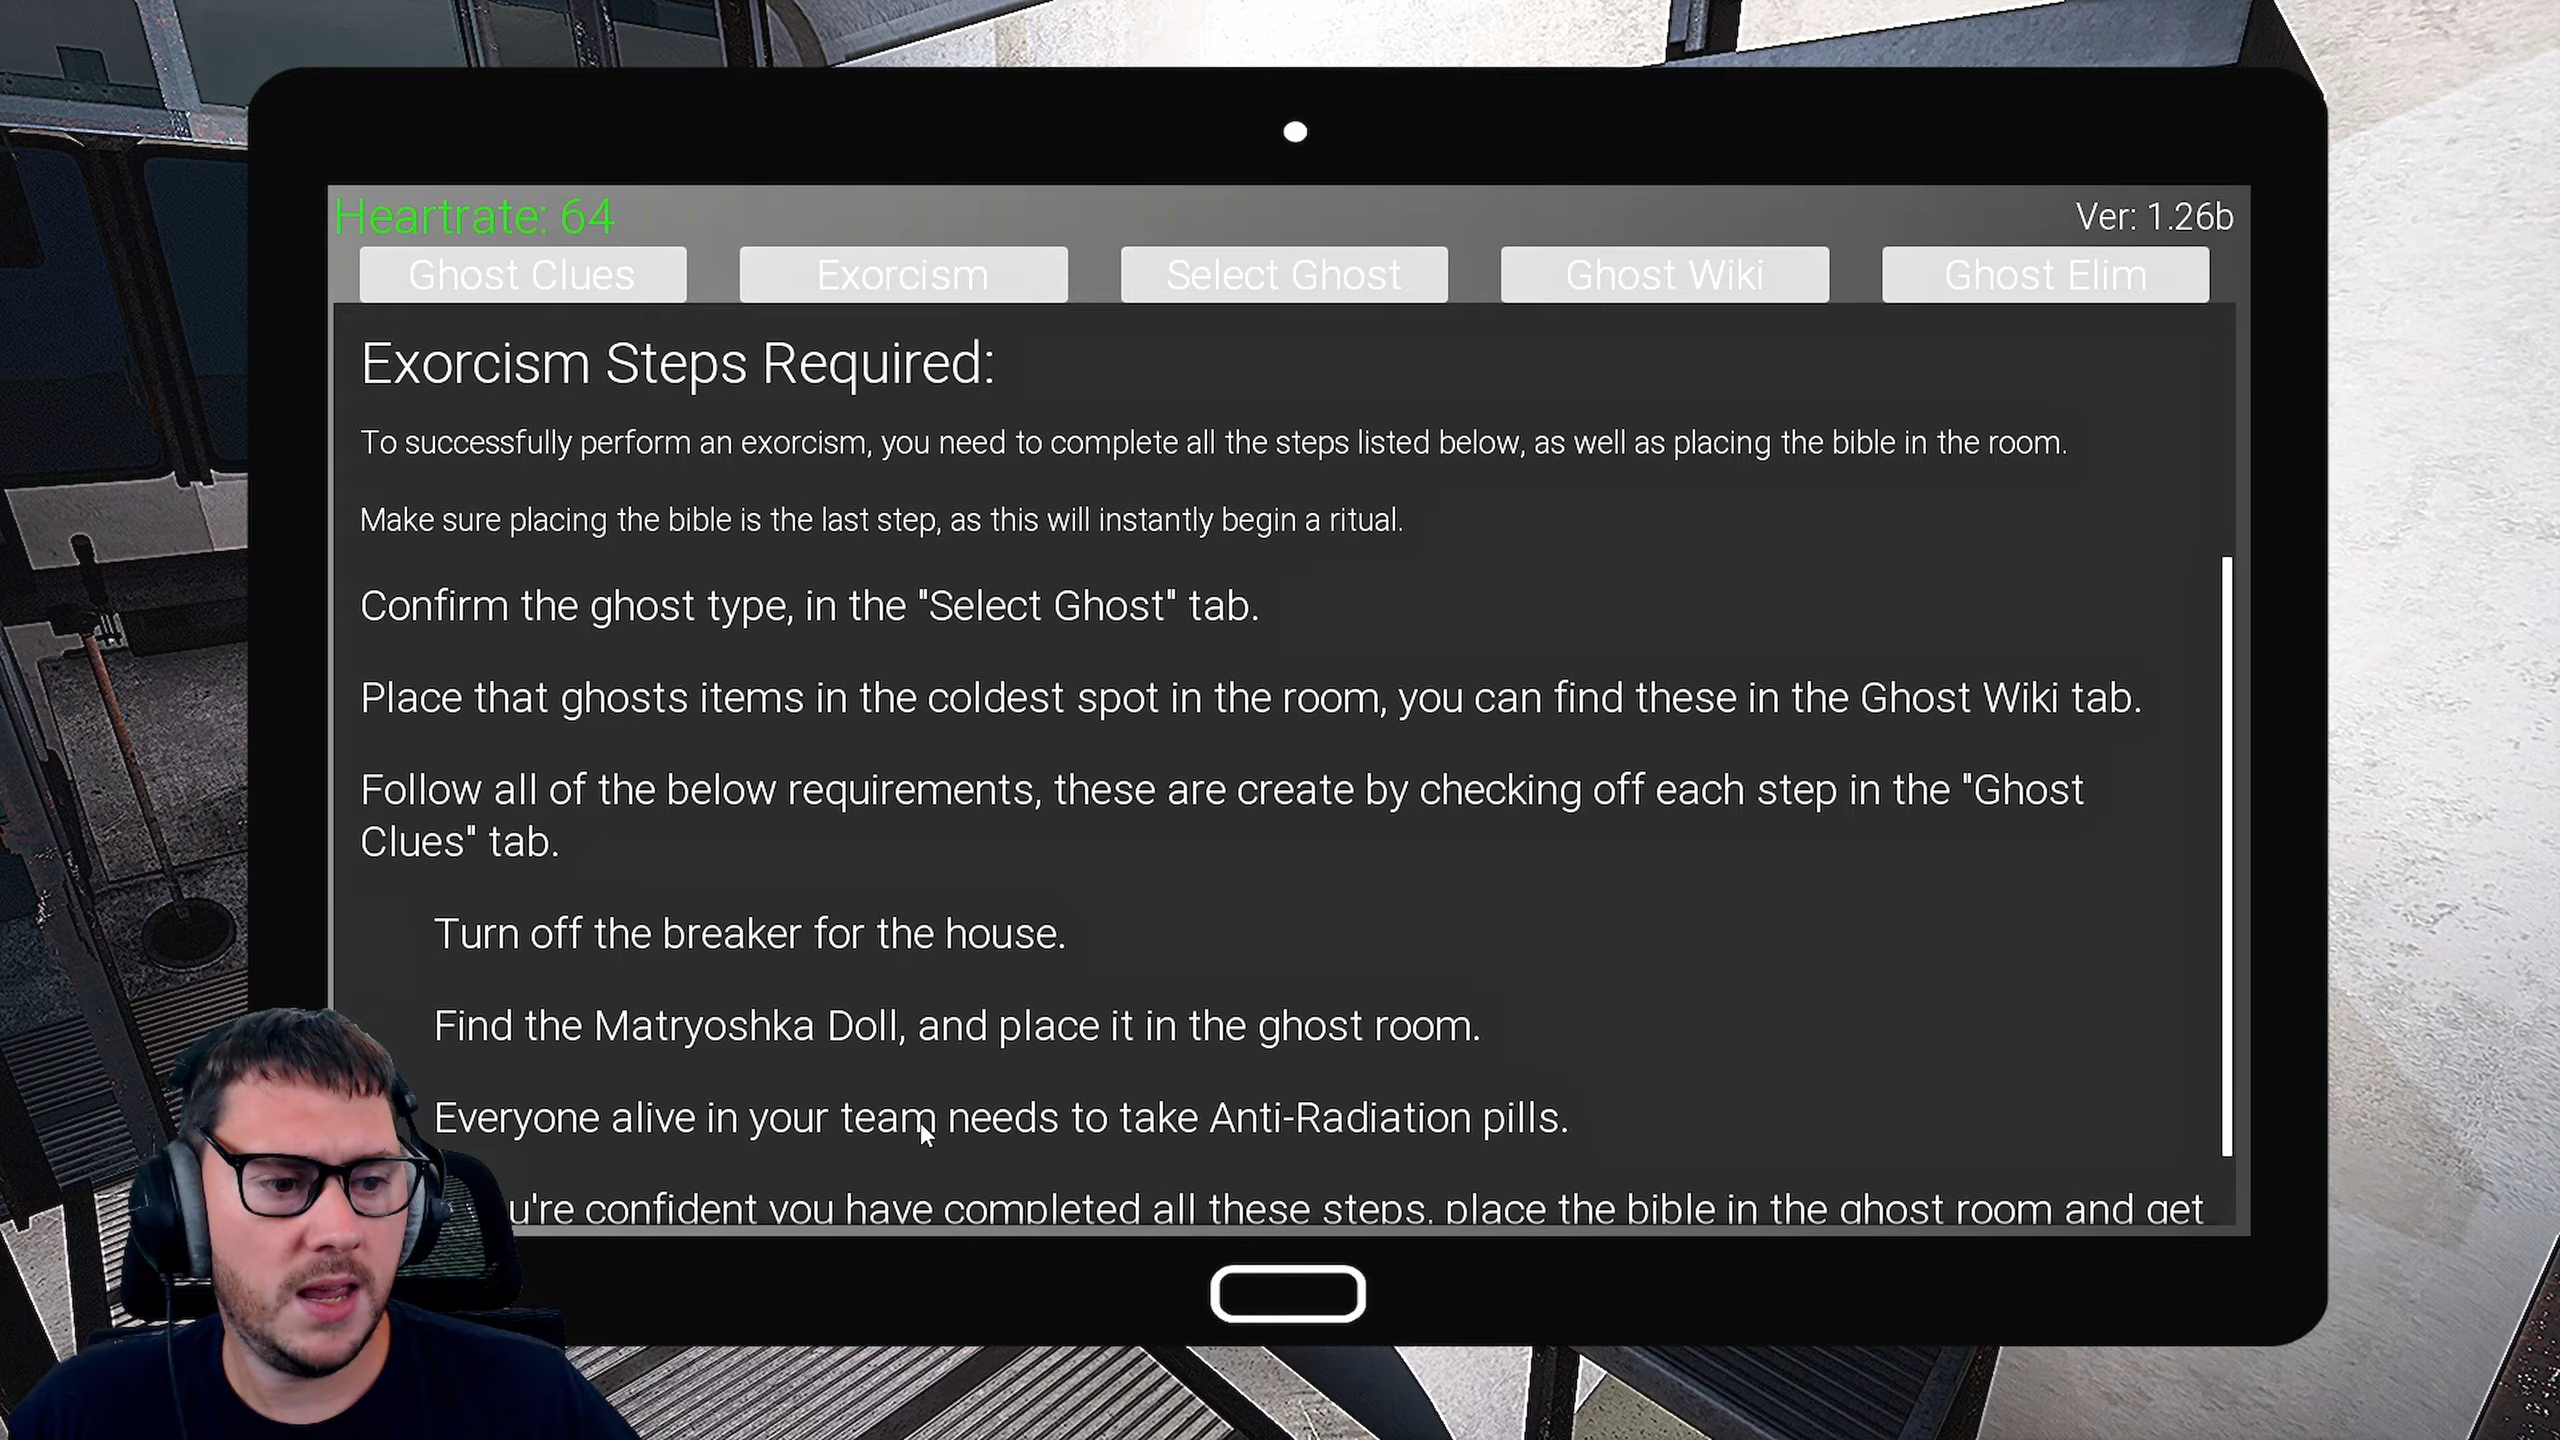 Heartrate: 64
Ver: 1.26b
Ghost Clues
Exorcism
Select Ghost
Ghost Wiki
Ghost Elim
Exorcism Steps Required:
To successfully perform an exorcism, you need to complete all the steps listed below, as well as placing the bible in the room.
Make sure placing the bible is the last step, as this will instantly begin a ritual.
Confirm the ghost type, in the "Select Ghost" tab.
Place that ghosts items in the coldest spot in the room, you can find these in the Ghost Wiki tab.
Follow all of the below requirements, these are create by checking off each step in the "Ghost
Clues" tab.
Turn off the breaker for the house.
Find the Matryoshka Doll, and place it in the ghost room.
Everyone alive in your team needs to take Anti-Radiation pills.
u're confident you have completed all these steps, place the bible in the ghost room and get